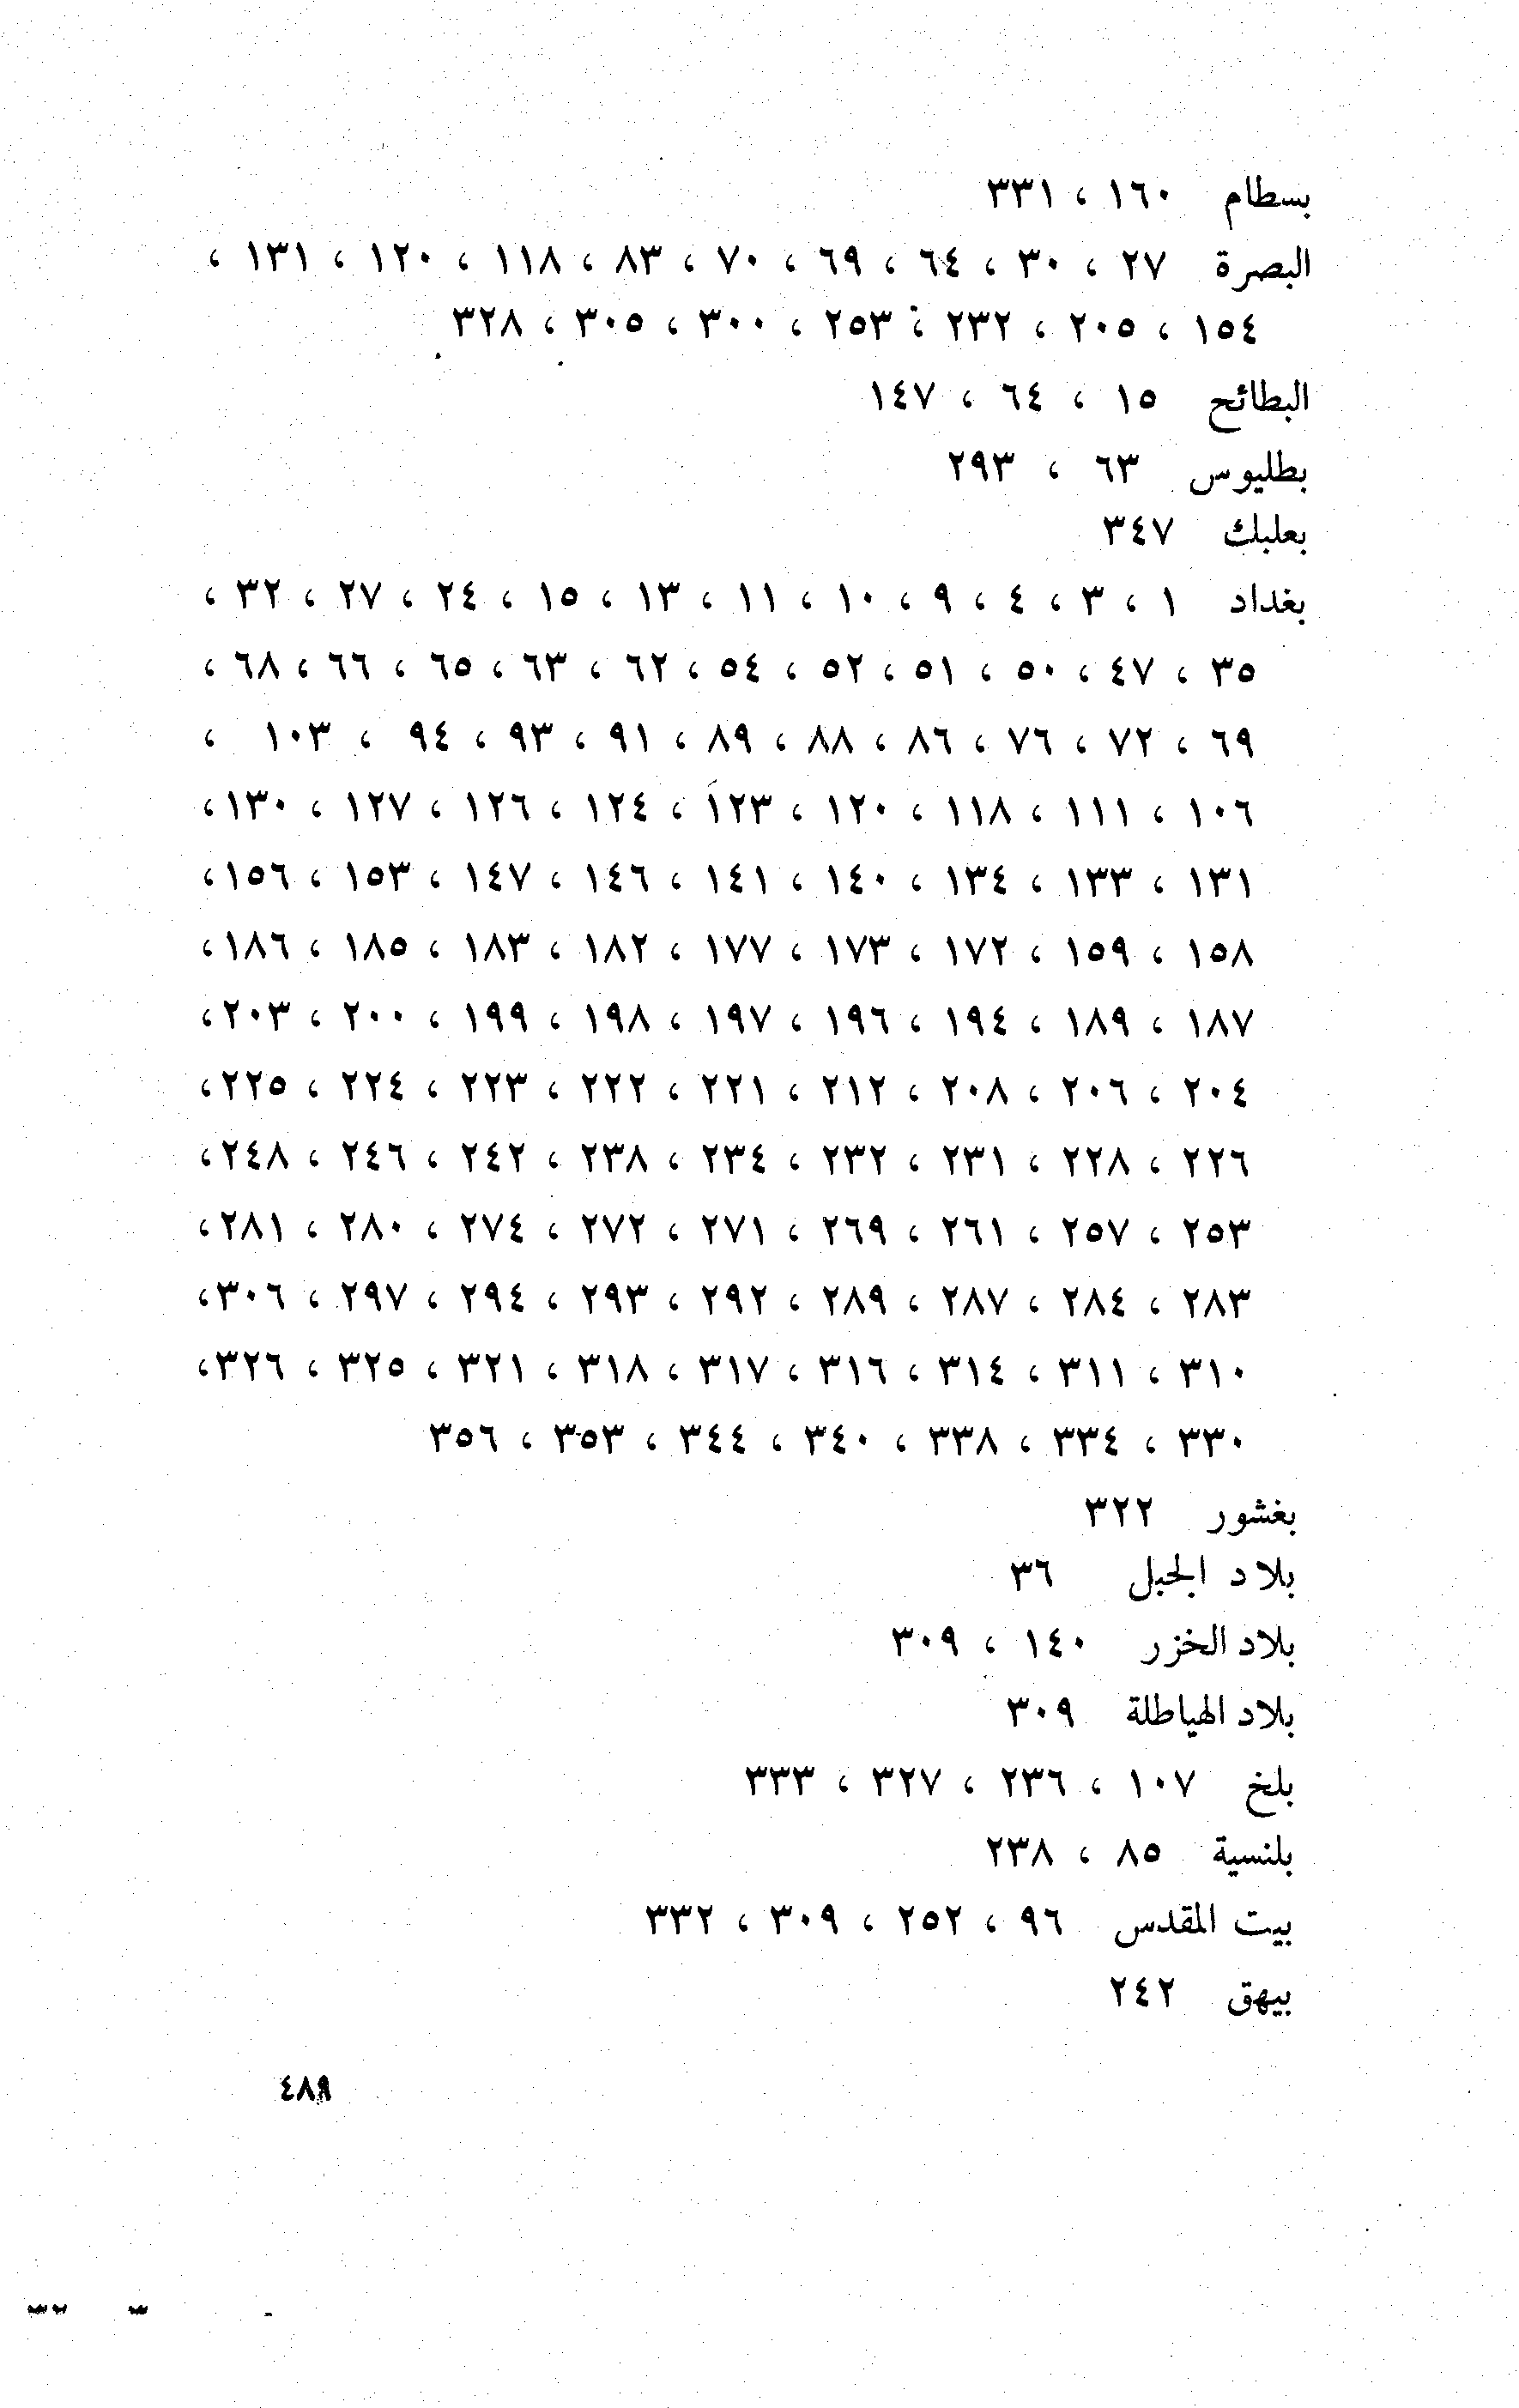 بسطام ١٦٠ ، ٣٣١
البصرة ٢٧ ، ٣٠ ، ٦٤ ، ٦٩ ، ٧٠ ، ٨٣ ، ١١٨ ، ١٢٠ ، ١٣١ ،
١٥٤ ، ٢٠٥ ، ٢٣٢ ، ٢٥٣ ، ٣٠٠ ، ٣٠٥ ، ٣٢٨
البطائح ١٥ ، ٦٤ ، ١٤٧
بطليوس ٦٣ ، ٢٩٣
بعلبك ٣٤٧
بغداد ١ ، ٣ ، ٤ ، ٩ ، ١٠ ، ١١ ، ١٣ ، ١٥ ، ٢٤ ، ٢٧ ، ٣٢ ،
٣٥ ، ٤٧ ، ٥٠ ، ٥١ ، ٥٢ ، ٥٤ ، ٦٢ ، ٦٣ ، ٦٥ ، ٦٦ ، ٦٨ ،
٦٩ ، ٧٢ ، ٧٦ ، ٨٦ ، ٨٨ ، ٨٩ ، ٩١ ، ٩٣ ، ٩٤ ، ١٠٣ ،
١٠٦ ، ١١١ ، ١١٨ ، ١٢٠ ، ١٢٣ ، ١٢٤ ، ١٢٦ ، ١٢٧ ، ١٣٠ ،
١٣١ ، ١٣٣ ، ١٣٤ ، ١٤٠ ، ١٤١ ، ١٤٦ ، ١٤٧ ، ١٥٣ ، ١٥٦ ،
١٥٨ ، ١٥٩ ، ١٧٢ ، ١٧٣ ، ١٧٧ ، ١٨٢ ، ١٨٣ ، ١٨٥ ، ١٨٦ ،
١٨٧ ، ١٨٩ ، ١٩٤ ، ١٩٦ ، ١٩٧ ، ١٩٨ ، ١٩٩ ، ٢٠٠ ، ٢٠٣ ،
٢٠٤ ، ٢٠٦ ، ٢٠٨ ، ٢١٢ ، ٢٢١ ، ٢٢٢ ، ٢٢٣ ، ٢٢٤ ، ٢٢٥ ،
٢٢٦ ، ٢٢٨ ، ٢٣١ ، ٢٣٢ ، ٢٣٤ ، ٢٣٨ ، ٢٤٢ ، ٢٤٦ ، ٢٤٨ ،
٢٥٣ ، ٢٥٧ ، ٢٦١ ، ٢٦٩ ، ٢٧١ ، ٢٧٢ ، ٢٧٤ ، ٢٨٠ ، ٢٨١ ،
٢٨٣ ، ٢٨٤ ، ٢٨٧ ، ٢٨٩ ، ٢٩٢ ، ٢٩٣ ، ٢٩٤ ، ٢٩٧ ، ٣٠٦ ،
٣١٠ ، ٣١١ ، ٣١٤ ، ٣١٦ ، ٣١٧ ، ٣١٨ ، ٣٢١ ، ٣٢٥ ، ٣٢٦ ،
٣٣٠ ، ٣٣٤ ، ٣٣٨ ، ٣٤٠ ، ٣٤٤ ، ٣٥٣ ، ٣٥٦
بغشور ٣٢٢
بلاد الجبل ٣٦
بلاد الخزر ١٤٠ ، ٣٠٩
بلاد الهياطلة ٣٠٩
بلخ ١٠٧ ، ٢٣٦ ، ٣٢٧ ، ٣٣٣
بلنسية ٨٥ ، ٢٣٨
بيت المقدس ٩٦ ، ٢٥٢ ، ٣٠٩ ، ٣٣٢
بيهق ٢٤٢
٤٨٩